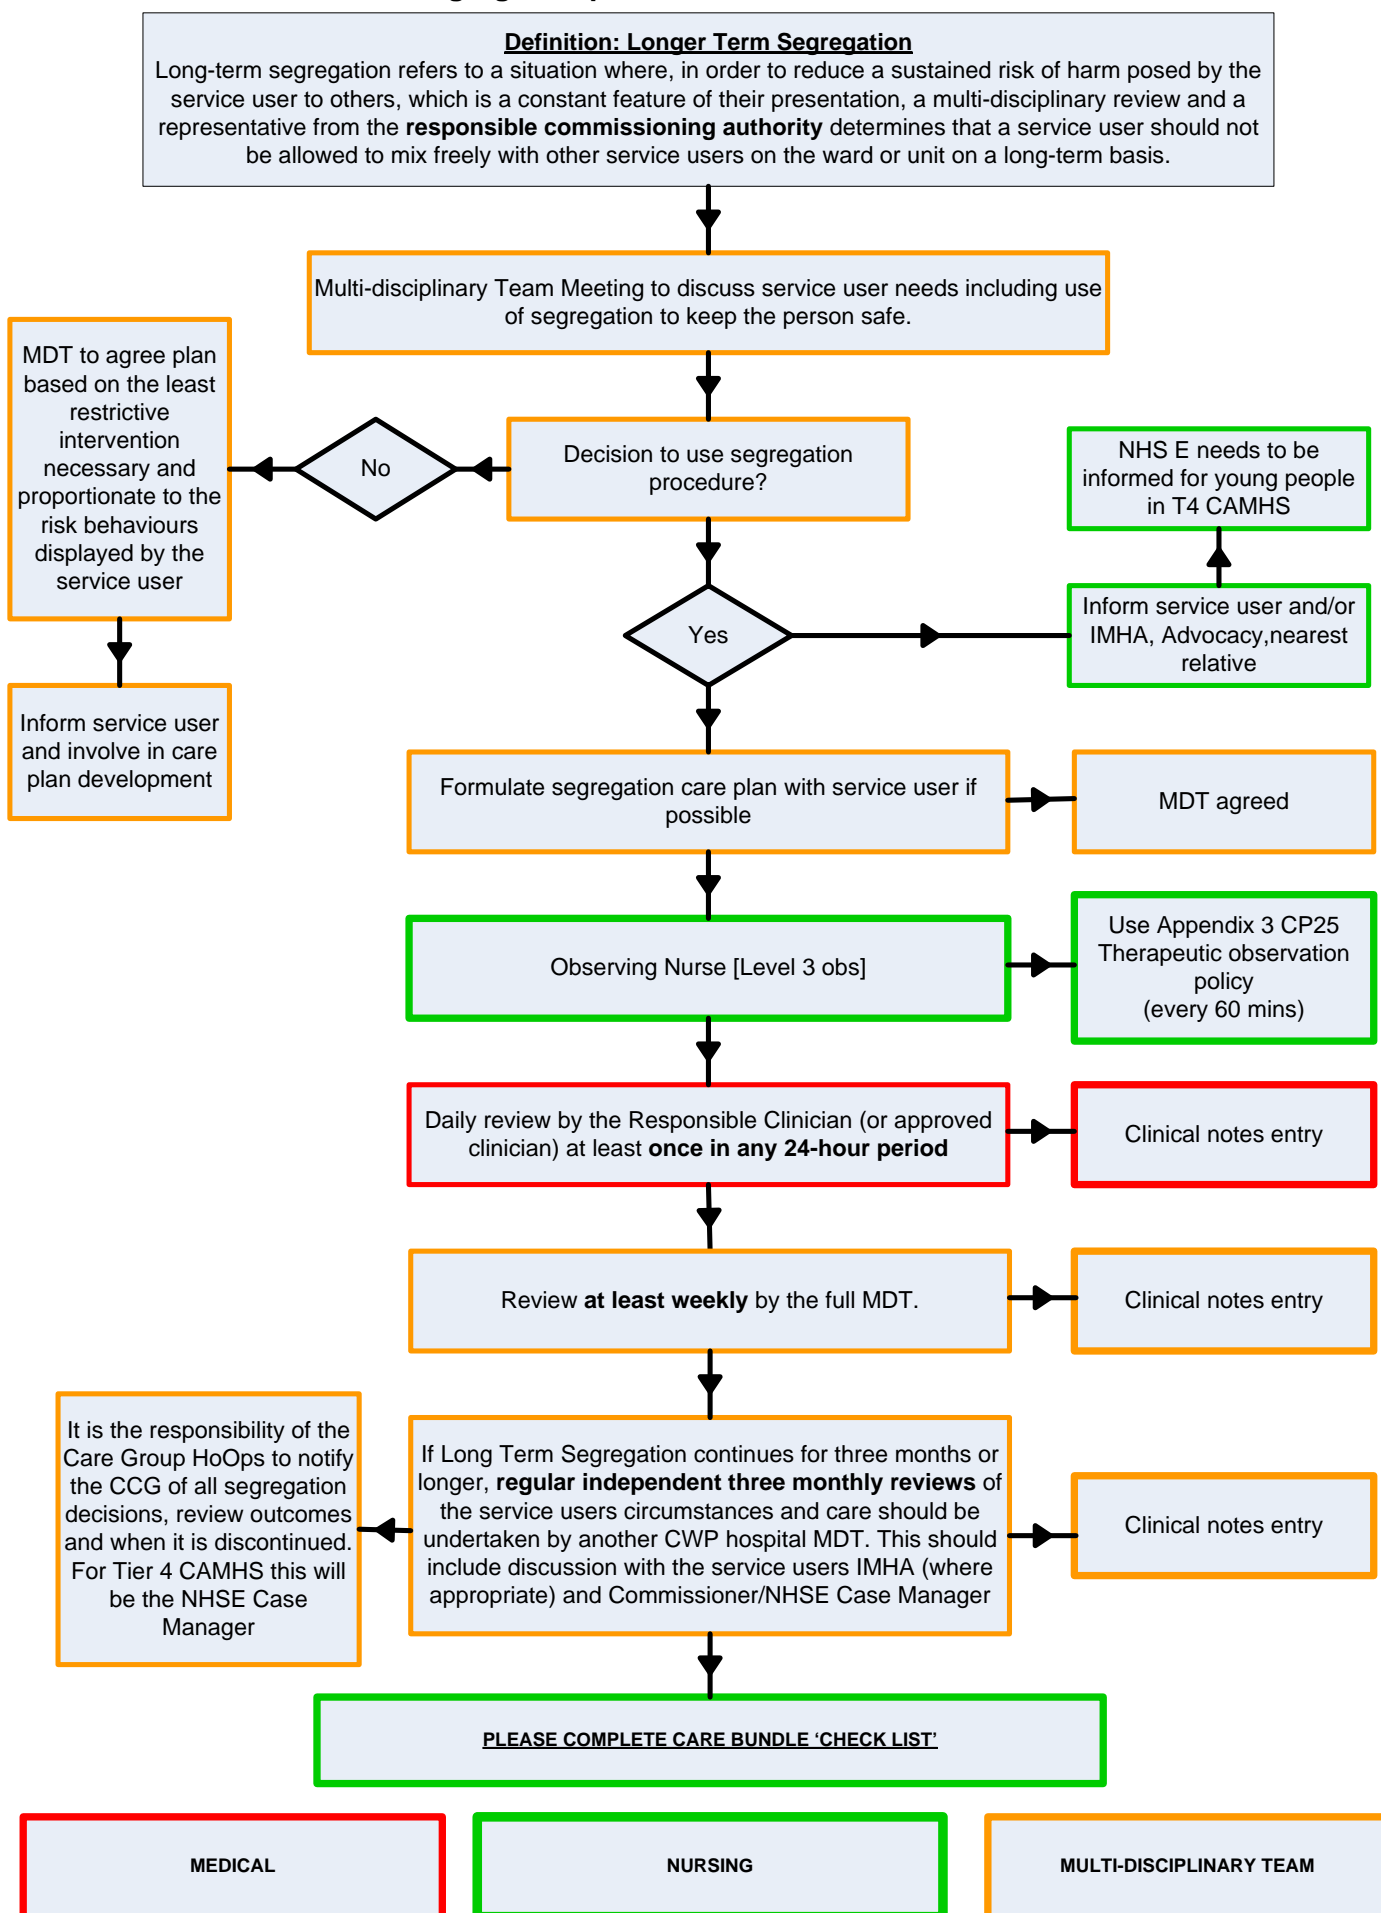 Definition: Longer Term Segregation
Long-term segregation refers to a situation where, in order to reduce a sustained risk of harm posed by the
service user to others, which is a constant feature of their presentation, a multi-disciplinary review and a
representative from the responsible commissioning authority determines that a service user should not
be allowed to mix freely with other service users on the ward or unit on a long-term basis.
Multi-disciplinary Team Meeting to discuss service user needs including use
of segregation to keep the person safe.
MDT to agree plan
based on the least
restrictive
intervention
necessary and
proportionate to the
risk behaviours
displayed by the
service user
No
Decision to use segregation
procedure?
NHS E needs to be
informed for young people
in T4 CAMHS
Yes
Inform service user and/or
IMHA, Advocacy,nearest
relative
Inform service user
and involve in care
plan development
Formulate segregation care plan with service user if
possible
MDT agreed
Observing Nurse [Level 3 obs]
Use Appendix 3 CP25
Therapeutic observation
policy
(every 60 mins)
Daily review by the Responsible Clinician (or approved
clinician) at least once in any 24-hour period
Clinical notes entry
Review at least weekly by the full MDT.
Clinical notes entry
It is the responsibility of the
Care Group HoOps to notify
the CCG of all segregation
decisions, review outcomes
and when it is discontinued.
For Tier 4 CAMHS this will
be the NHSE Case
Manager
If Long Term Segregation continues for three months or
longer, regular independent three monthly reviews of
the service users circumstances and care should be
undertaken by another CWP hospital MDT. This should
include discussion with the service users IMHA (where
appropriate) and Commissioner/NHSE Case Manager
Clinical notes entry
PLEASE COMPLETE CARE BUNDLE ‘CHECK LIST’
MEDICAL
NURSING
MULTI-DISCIPLINARY TEAM